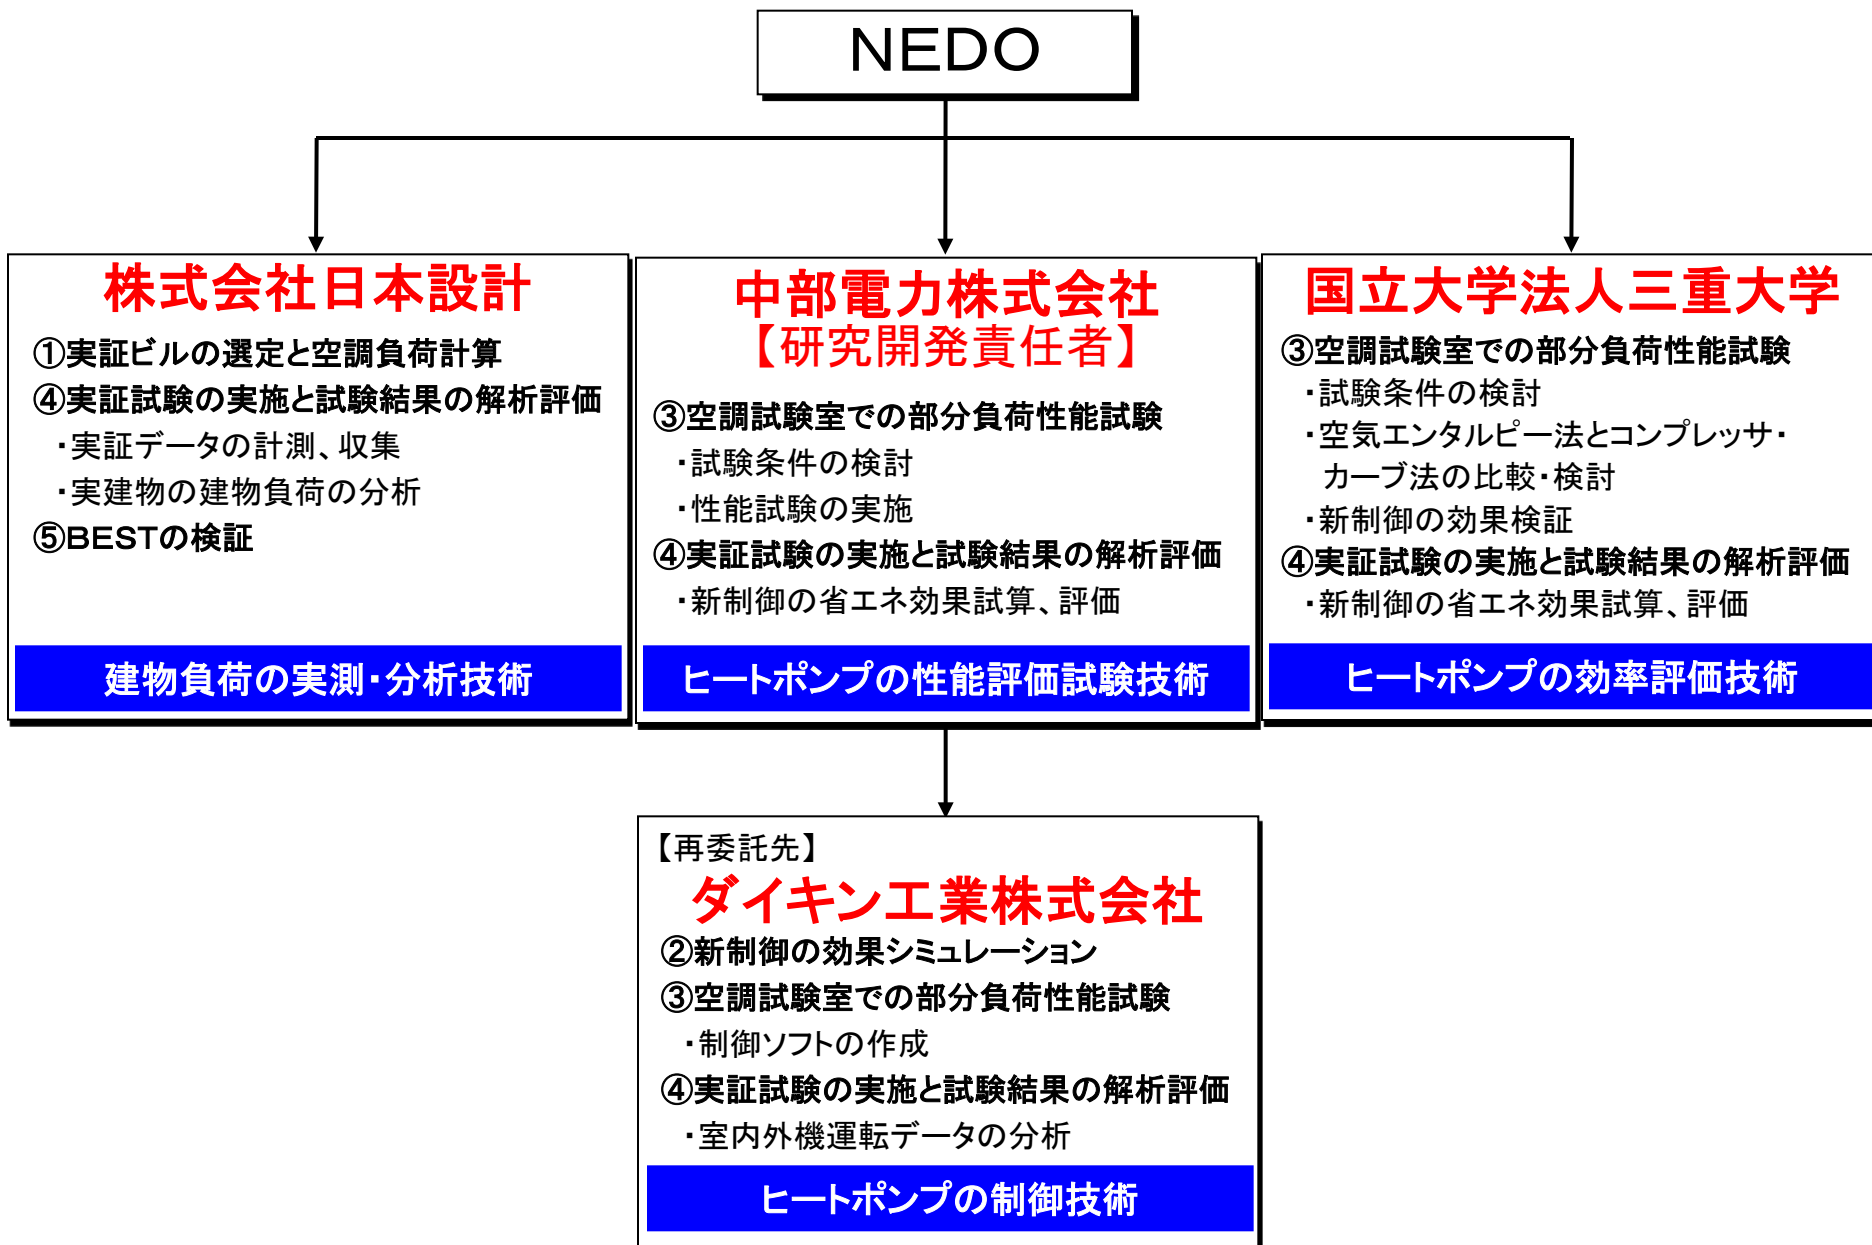 NEDO
株式会社日本設計
①実証ビルの選定と空調負荷計算
④実証試験の実施と試験結果の解析評価
・実証データの計測、収集
・実建物の建物負荷の分析
⑤BESTの検証
建物負荷の実測・分析技術
中部電力株式会社
【研究開発責任者】
③空調試験室での部分負荷性能試験
・試験条件の検討
・性能試験の実施
④実証試験の実施と試験結果の解析評価
・新制御の省エネ効果試算、評価
ヒートポンプの性能評価試験技術
国立大学法人三重大学
③空調試験室での部分負荷性能試験
・試験条件の検討
・空気エンタルピー法とコンプレッサ・
カーブ法の比較・検討
・新制御の効果検証
④実証試験の実施と試験結果の解析評価
・新制御の省エネ効果試算、評価
ヒートポンプの効率評価技術
【再委託先】
ダイキン工業株式会社
②新制御の効果シミュレーション
③空調試験室での部分負荷性能試験
・制御ソフトの作成
④実証試験の実施と試験結果の解析評価
・室内外機運転データの分析
ヒートポンプの制御技術